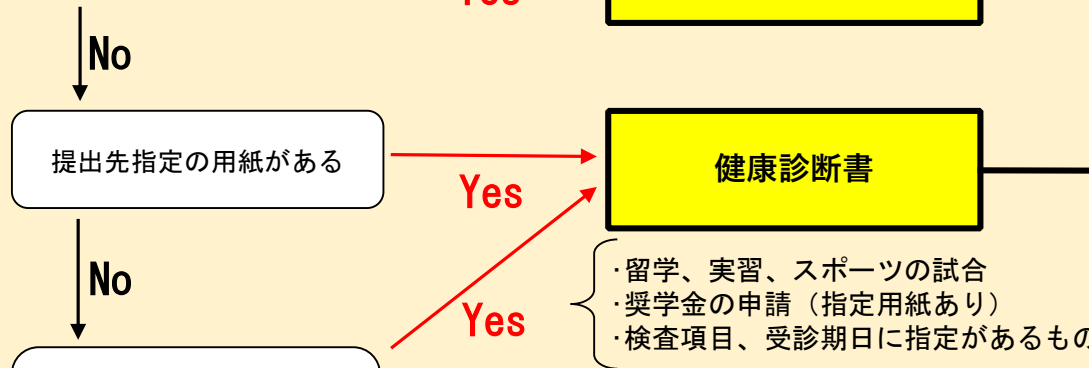 Yes
No
提出先指定の用紙がある
Yes
健康診断書
No
Yes
・留学、実習、スポーツの試合
・奨学金の申請（指定用紙あり）
・検査項目、受診期日に指定があるもの